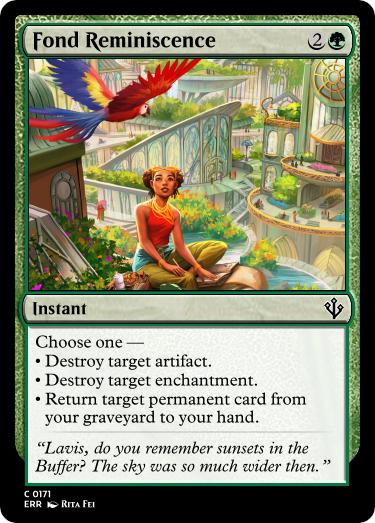 Fond Reminiscence 2
Instant
Choose one —
• Destroy target artifact.
• Destroy target enchantment.
• Return target permanent card from
your graveyard to your hand.
“Lavis, do you remember sunsets in the
Buffer? The sky was so much wider then.”
C 0171
ERR Rita Fei